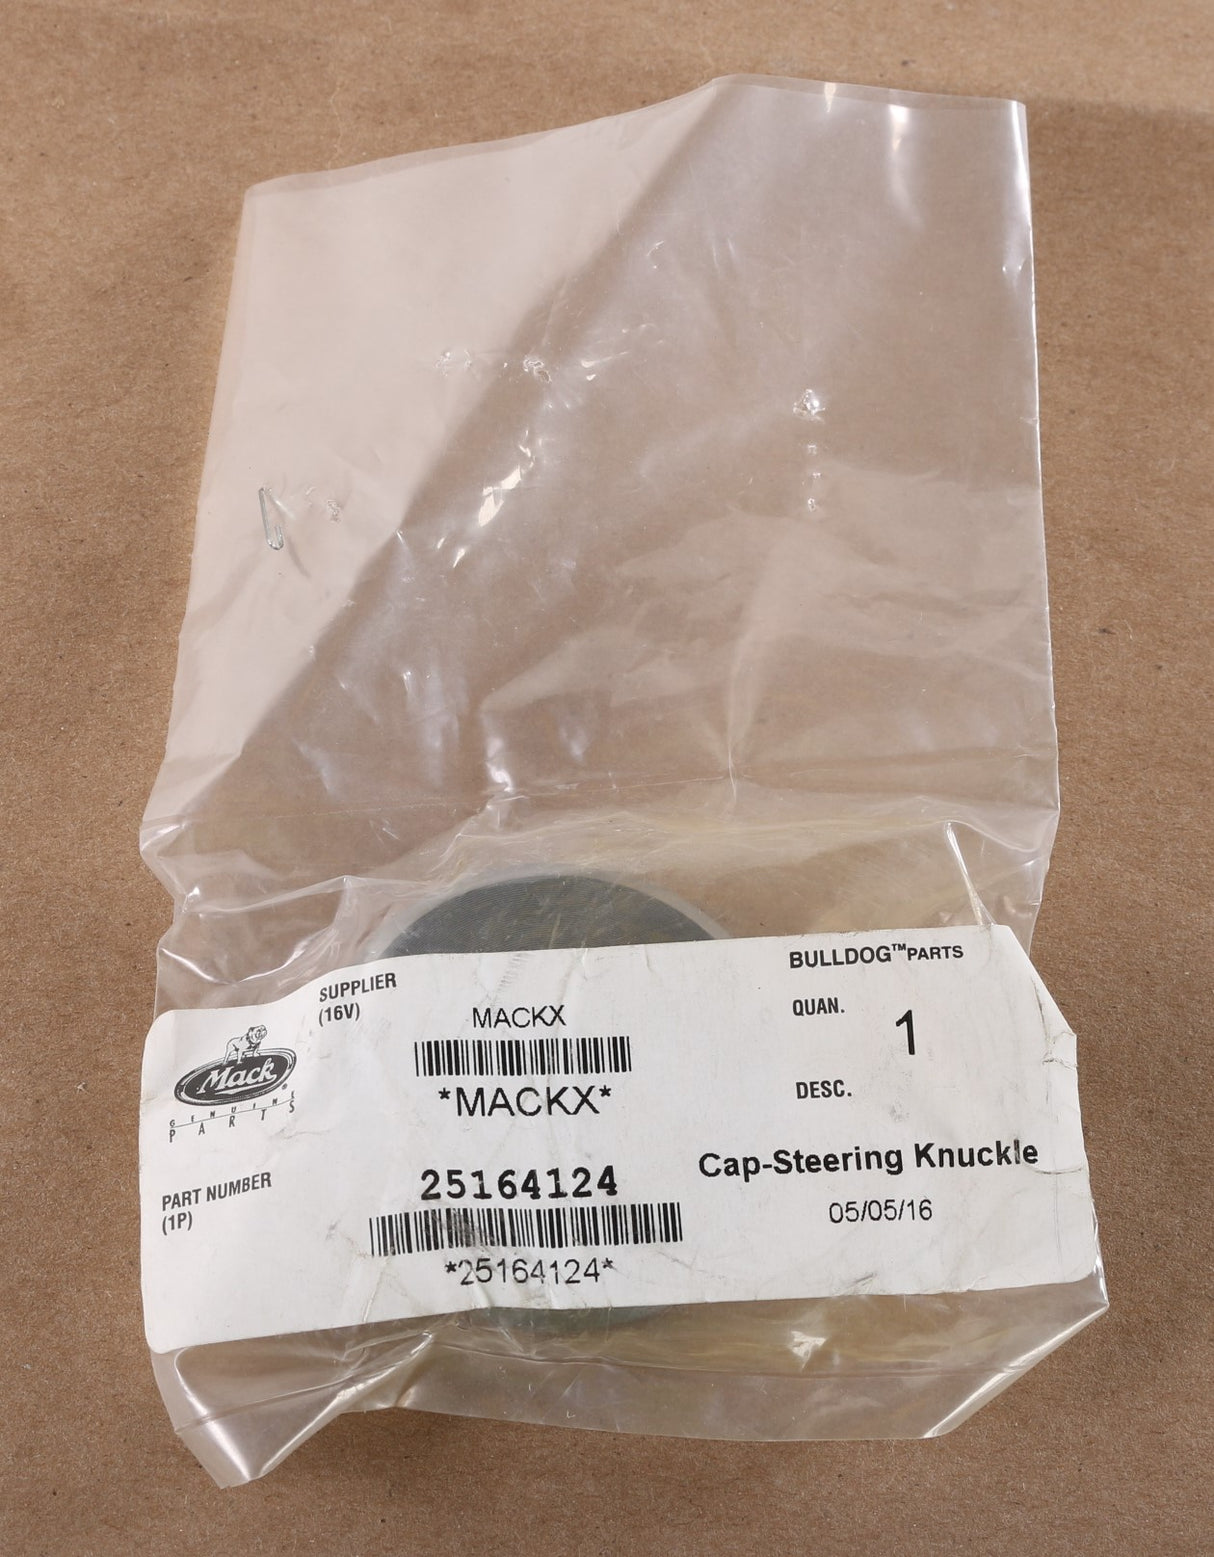 BULLDOG™PARTS
SUPPLIER
(16V)
MACKX
*MACKX*
QUAN.
1
Mack®
GENUINE
PARTS
DESC.
PART NUMBER
(1P)
25164124
*25164124*
Cap-Steering Knuckle
05/05/16